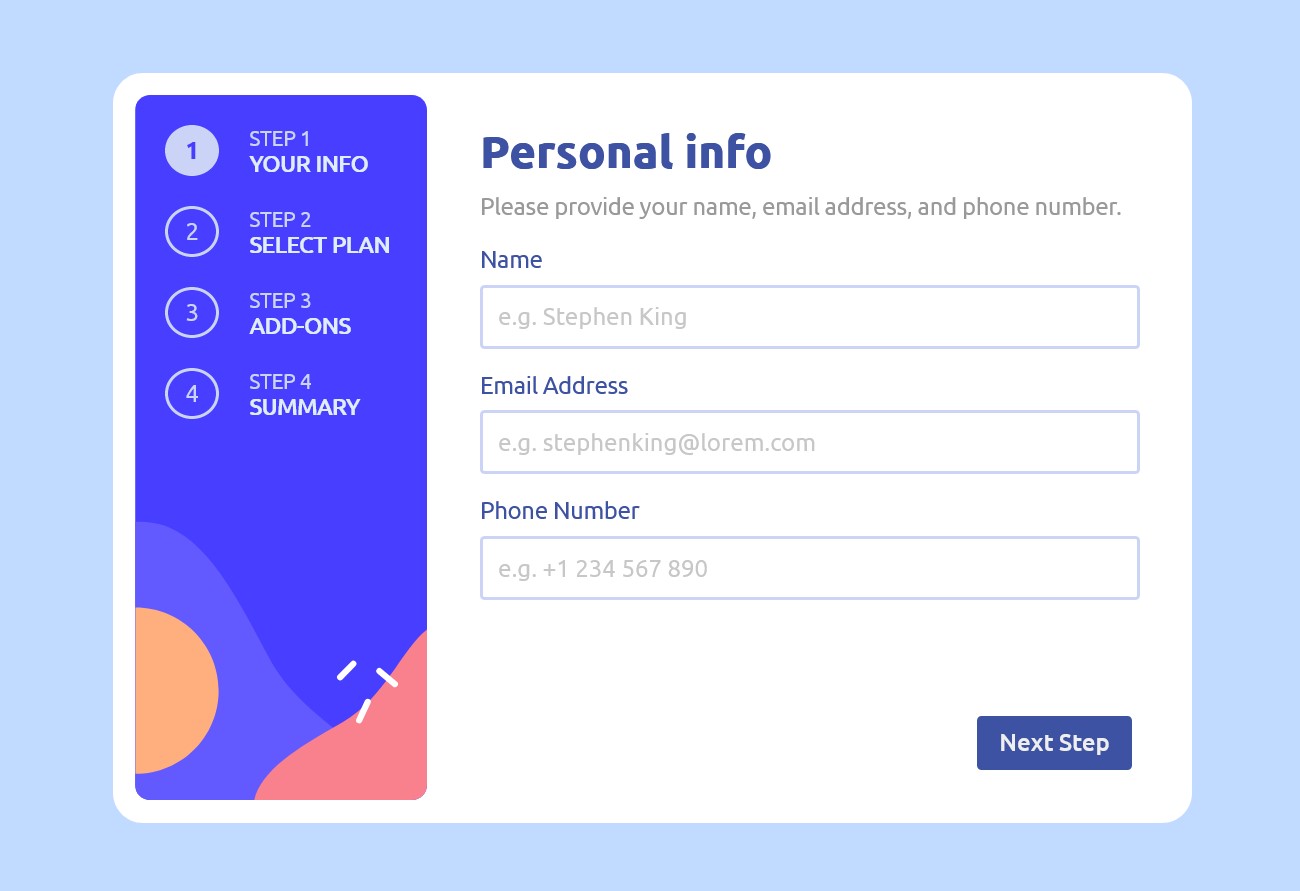 1
STEP 1
YOUR INFO
2
STEP 2
SELECT PLAN
3
STEP 3
ADD-ONS
4
STEP 4
SUMMARY
Personal info
Please provide your name, email address, and phone number.
Name
e.g. Stephen King
Email Address
e.g. stephenking@lorem.com
Phone Number
e.g. +1 234 567 890
Next Step